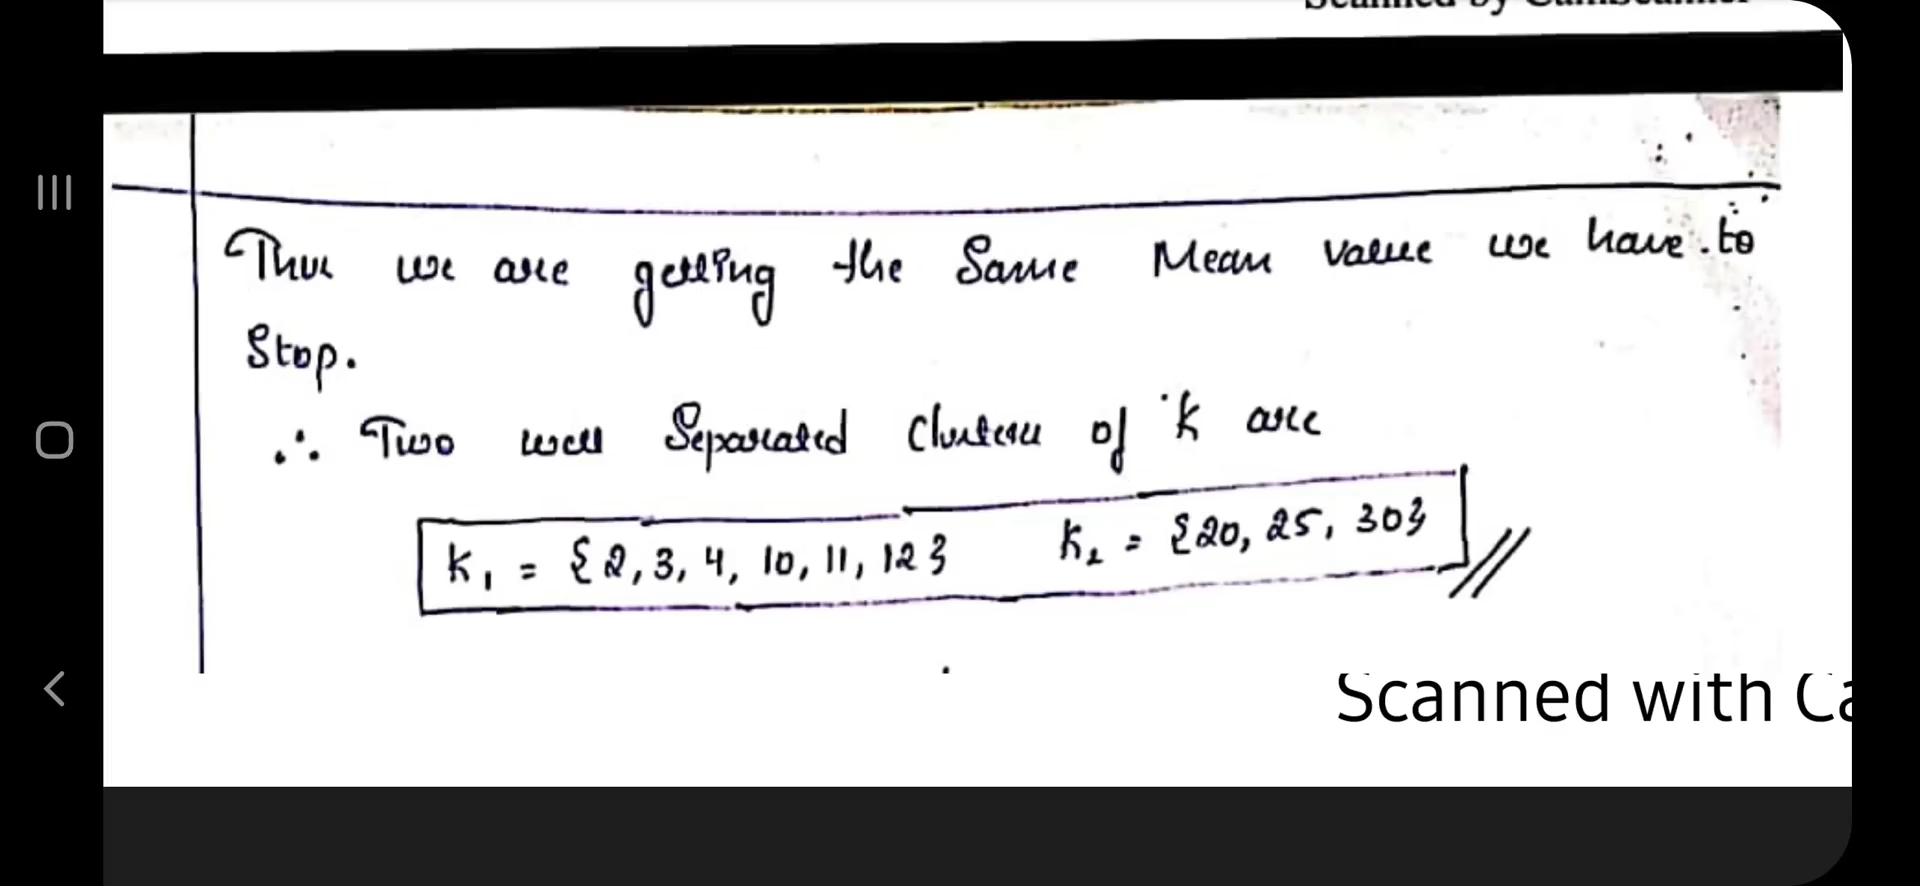 Thus we are getting the Same Mean value we have to
Stop.
∴ Two well Separated Clusters of k are
K₁ = {2, 3, 4, 10, 11, 12}    K₂ = {20, 25, 30}
Scanned with